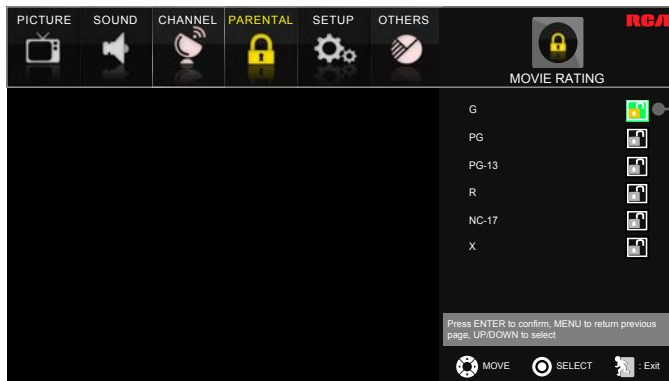 PICTURE SOUND CHANNEL PARENTAL SETUP OTHERS
RCA
MOVIE RATING
G
PG
PG-13
R
NC-17
X
Press ENTER to confirm, MENU to return previous
page, UP/DOWN to select
MOVE SELECT : Exit